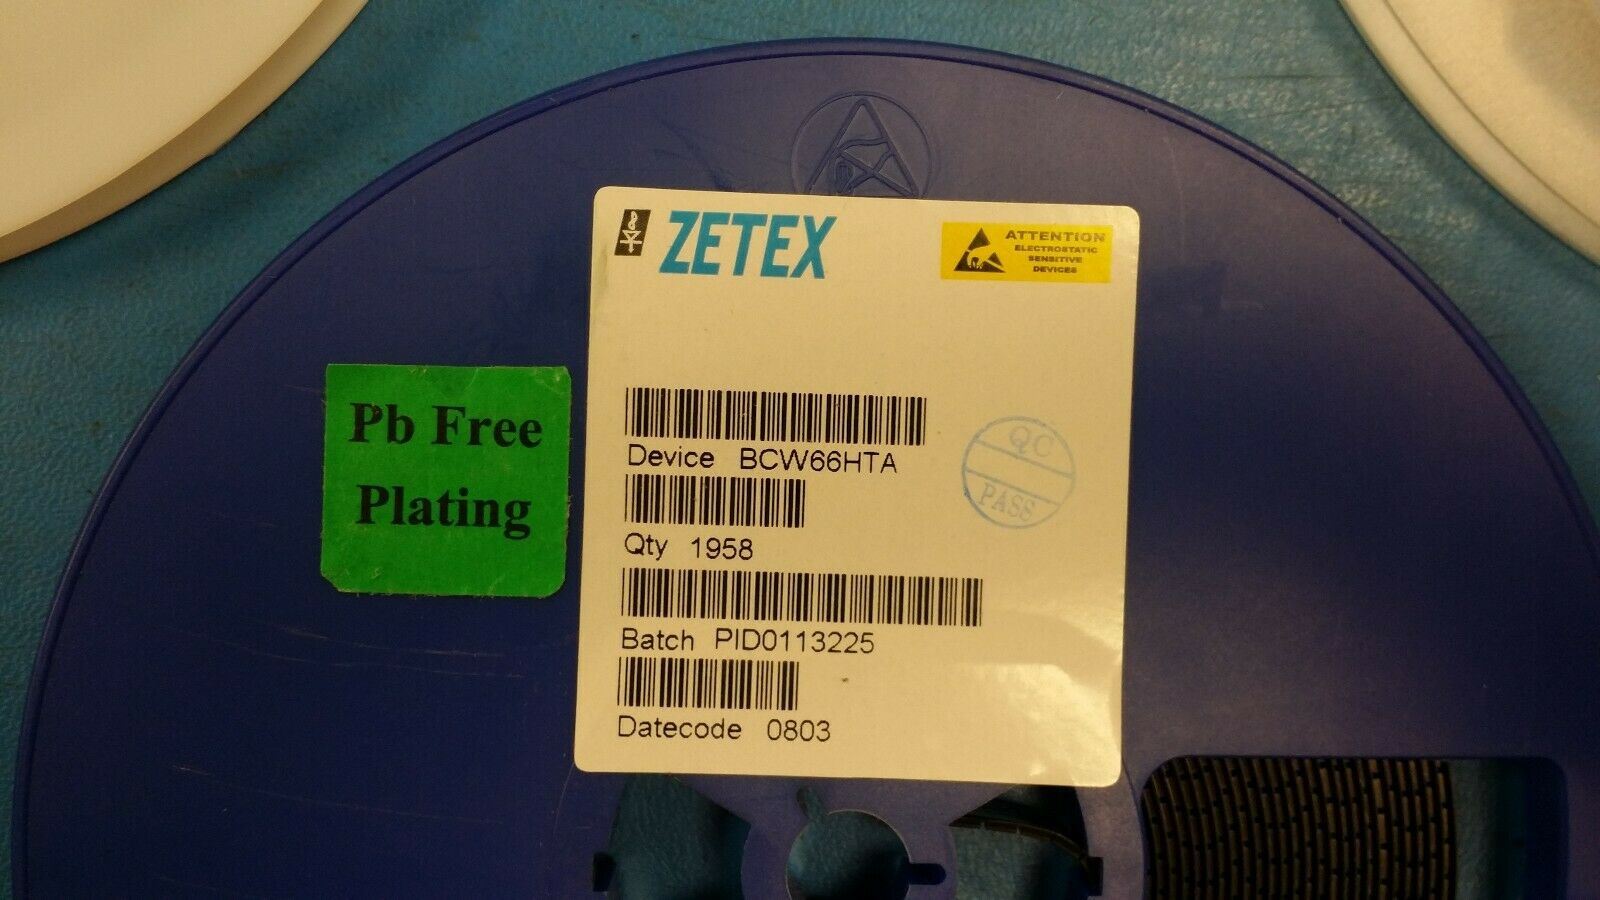 ZETEX
ATTENTION
ELECTROSTATIC
SENSITIVE
DEVICES
Pb Free
Plating
Device BCW66HTA
QC
PASS
Qty 1958
Batch PID0113225
Datecode 0803